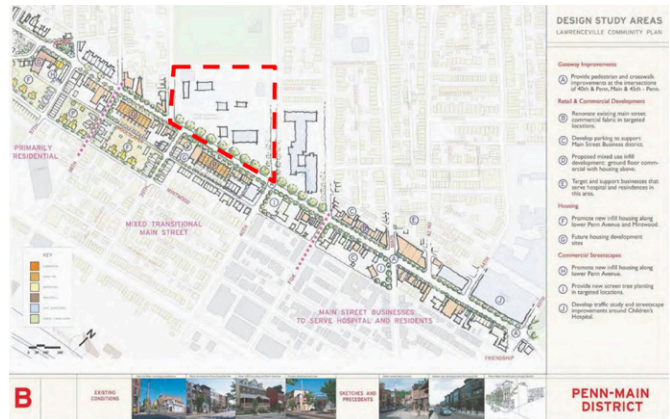 DESIGN STUDY AREAS
LAWRENCEVILLE COMMUNITY PLAN
Gateway Improvements
A Provide pedestrian and crosswalk
improvements at the intersections
of 40th & Penn, Main & 45th - Penn.
Retail & Commercial Development
B Renovate existing main street
commercial fabric in targeted
locations.
C Develop parking to support
Main Street Business district.
D Proposed mixed use infill
development: ground floor com-
mercial with housing above.
E Target and support businesses that
serve hospital and residences in
this area.
Housing
F Promote new infill housing along
lower Penn Avenue and Mintwood.
G Future housing development
sites
Commercial Streetscapes
H Promote new infill housing along
lower Penn Avenue.
I Provide new street tree planting
in targeted locations.
J Develop traffic study and streetscape
improvements around Children's
Hospital.
PRIMARILY
RESIDENTIAL
MINTWOOD
MIXED TRANSITIONAL
MAIN STREET
MAIN STREET BUSINESSES
TO SERVE HOSPITAL AND RESIDENTS
FRIENDSHIP
KEY
B
EXISTING
CONDITIONS
SKETCHES AND
PRECEDENTS
PENN-MAIN
DISTRICT